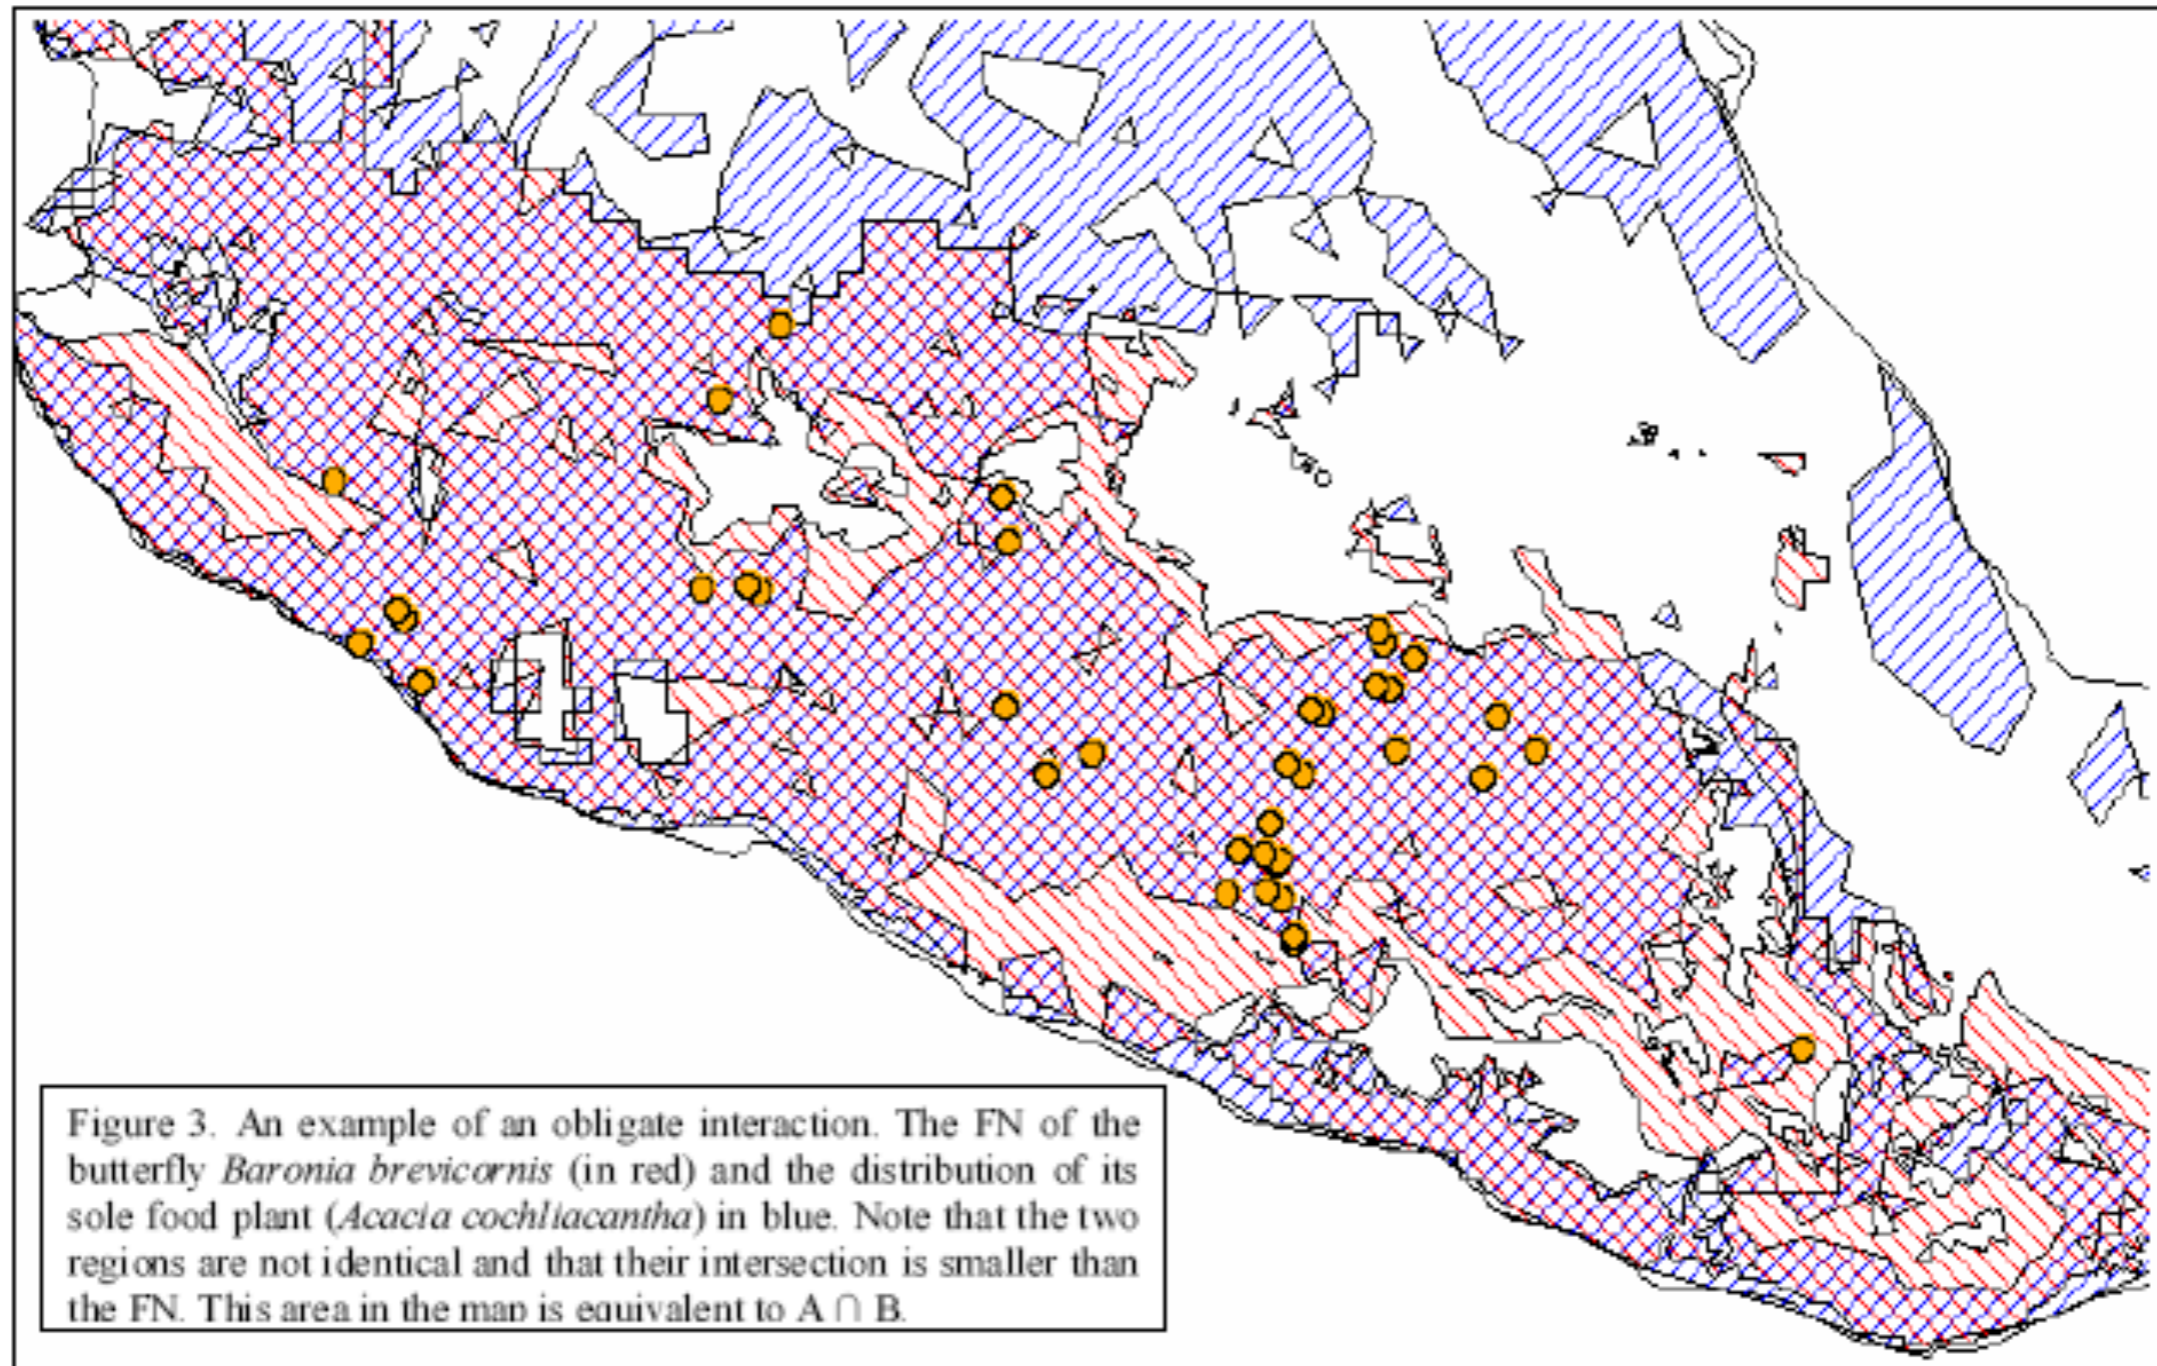 Figure 3. An example of an obligate interaction. The FN of the
butterfly Baronia brevicornis (in red) and the distribution of its
sole food plant (Acacia cochliacantha) in blue. Note that the two
regions are not identical and that their intersection is smaller than
the FN. This area in the map is equivalent to A ∩ B.